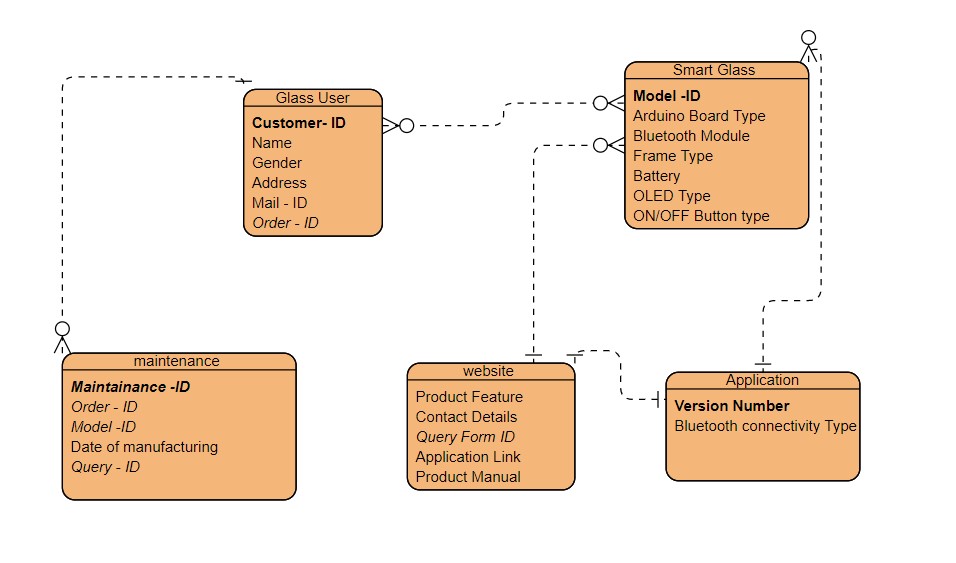 Glass User
Customer- ID
Name
Gender
Address
Mail - ID
Order - ID
Smart Glass
Model -ID
Arduino Board Type
Bluetooth Module
Frame Type
Battery
OLED Type
ON/OFF Button type
maintenance
Maintainance -ID
Order - ID
Model -ID
Date of manufacturing
Query - ID
website
Product Feature
Contact Details
Query Form ID
Application Link
Product Manual
Application
Version Number
Bluetooth connectivity Type